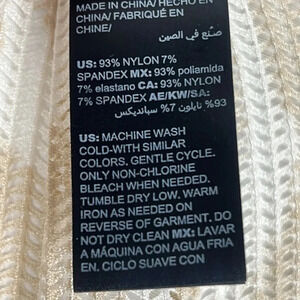 MADE IN CHINA/HECHO EN
CHINA/ FABRIQUÉ EN
CHINE/
صنع في الصين
US: 93% NYLON 7%
SPANDEX MX: 93% poliamida
7% elastano CA: 93% NYLON
7% SPANDEX AE/KW/SA:
93% نايلون 7% سباندیکس
US: MACHINE WASH
COLD-WITH SIMILAR
COLORS. GENTLE CYCLE.
ONLY NON-CHLORINE
BLEACH WHEN NEEDED.
TUMBLE DRY LOW. WARM
IRON AS NEEDED ON
REVERSE OF GARMENT. DO
NOT DRY CLEAN MX: LAVAR
A MÁQUINA CON AGUA FRIA
EN. CICLO SUAVE CON